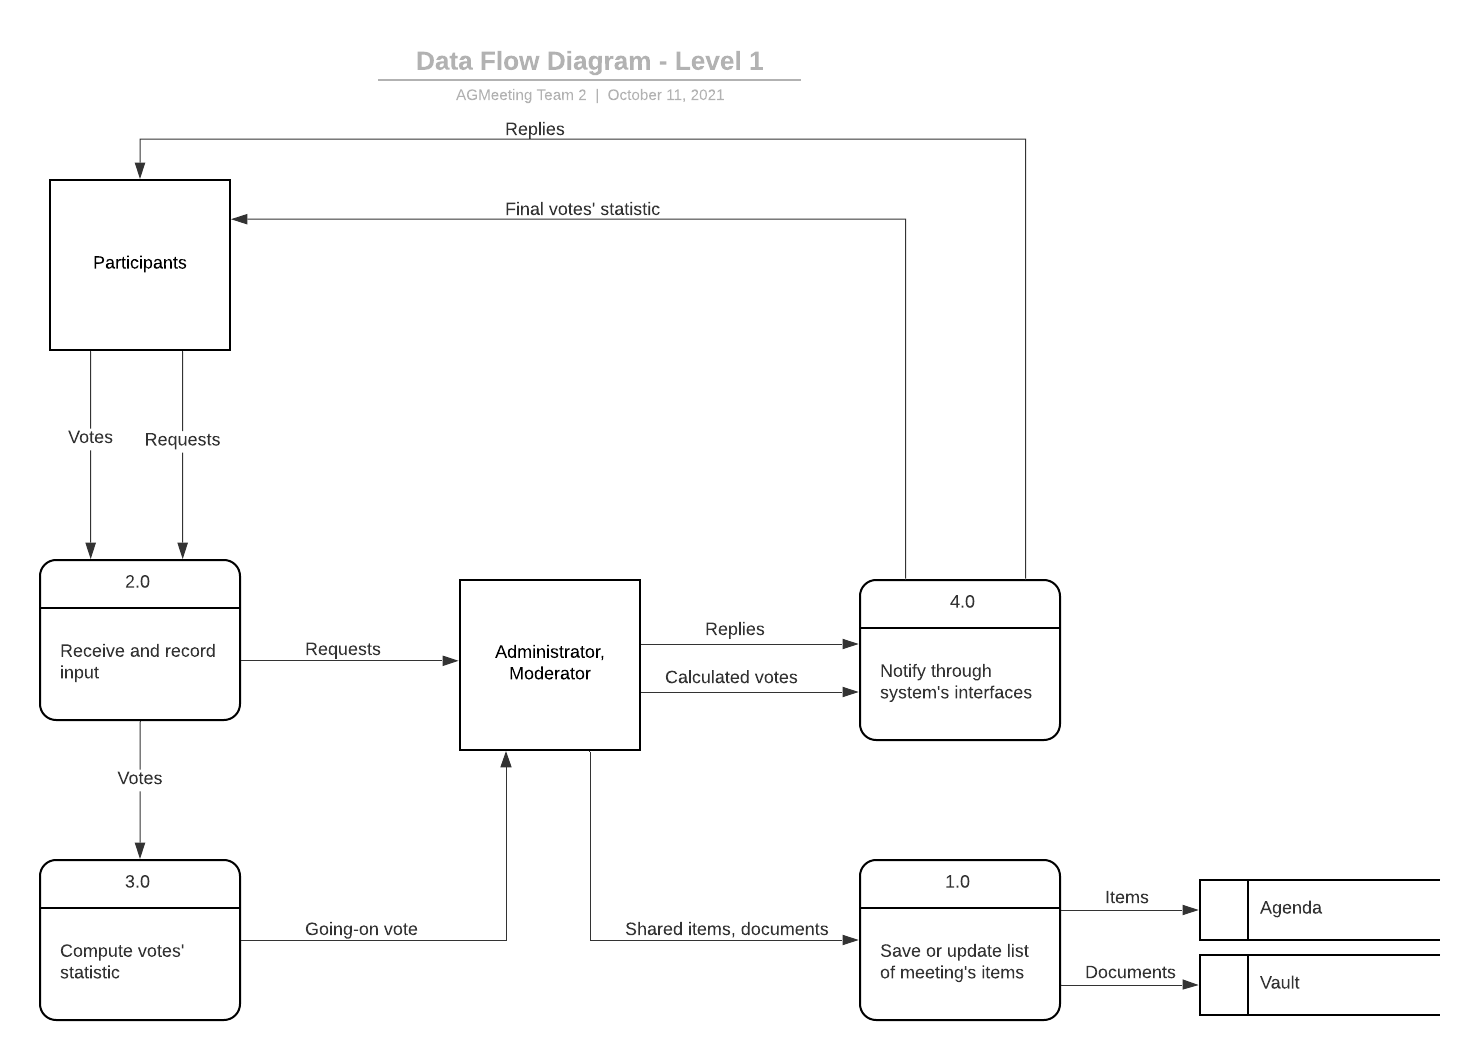 Data Flow Diagram - Level 1
AGMeeting Team 2 | October 11, 2021
Replies
Final votes' statistic
Participants
Votes
Requests
2.0
Receive and record
input
Requests
Administrator,
Moderator
Replies
Calculated votes
4.0
Notify through
system's interfaces
Votes
3.0
Compute votes'
statistic
Going-on vote
Shared items, documents
1.0
Save or update list
of meeting's items
Items
Agenda
Documents
Vault